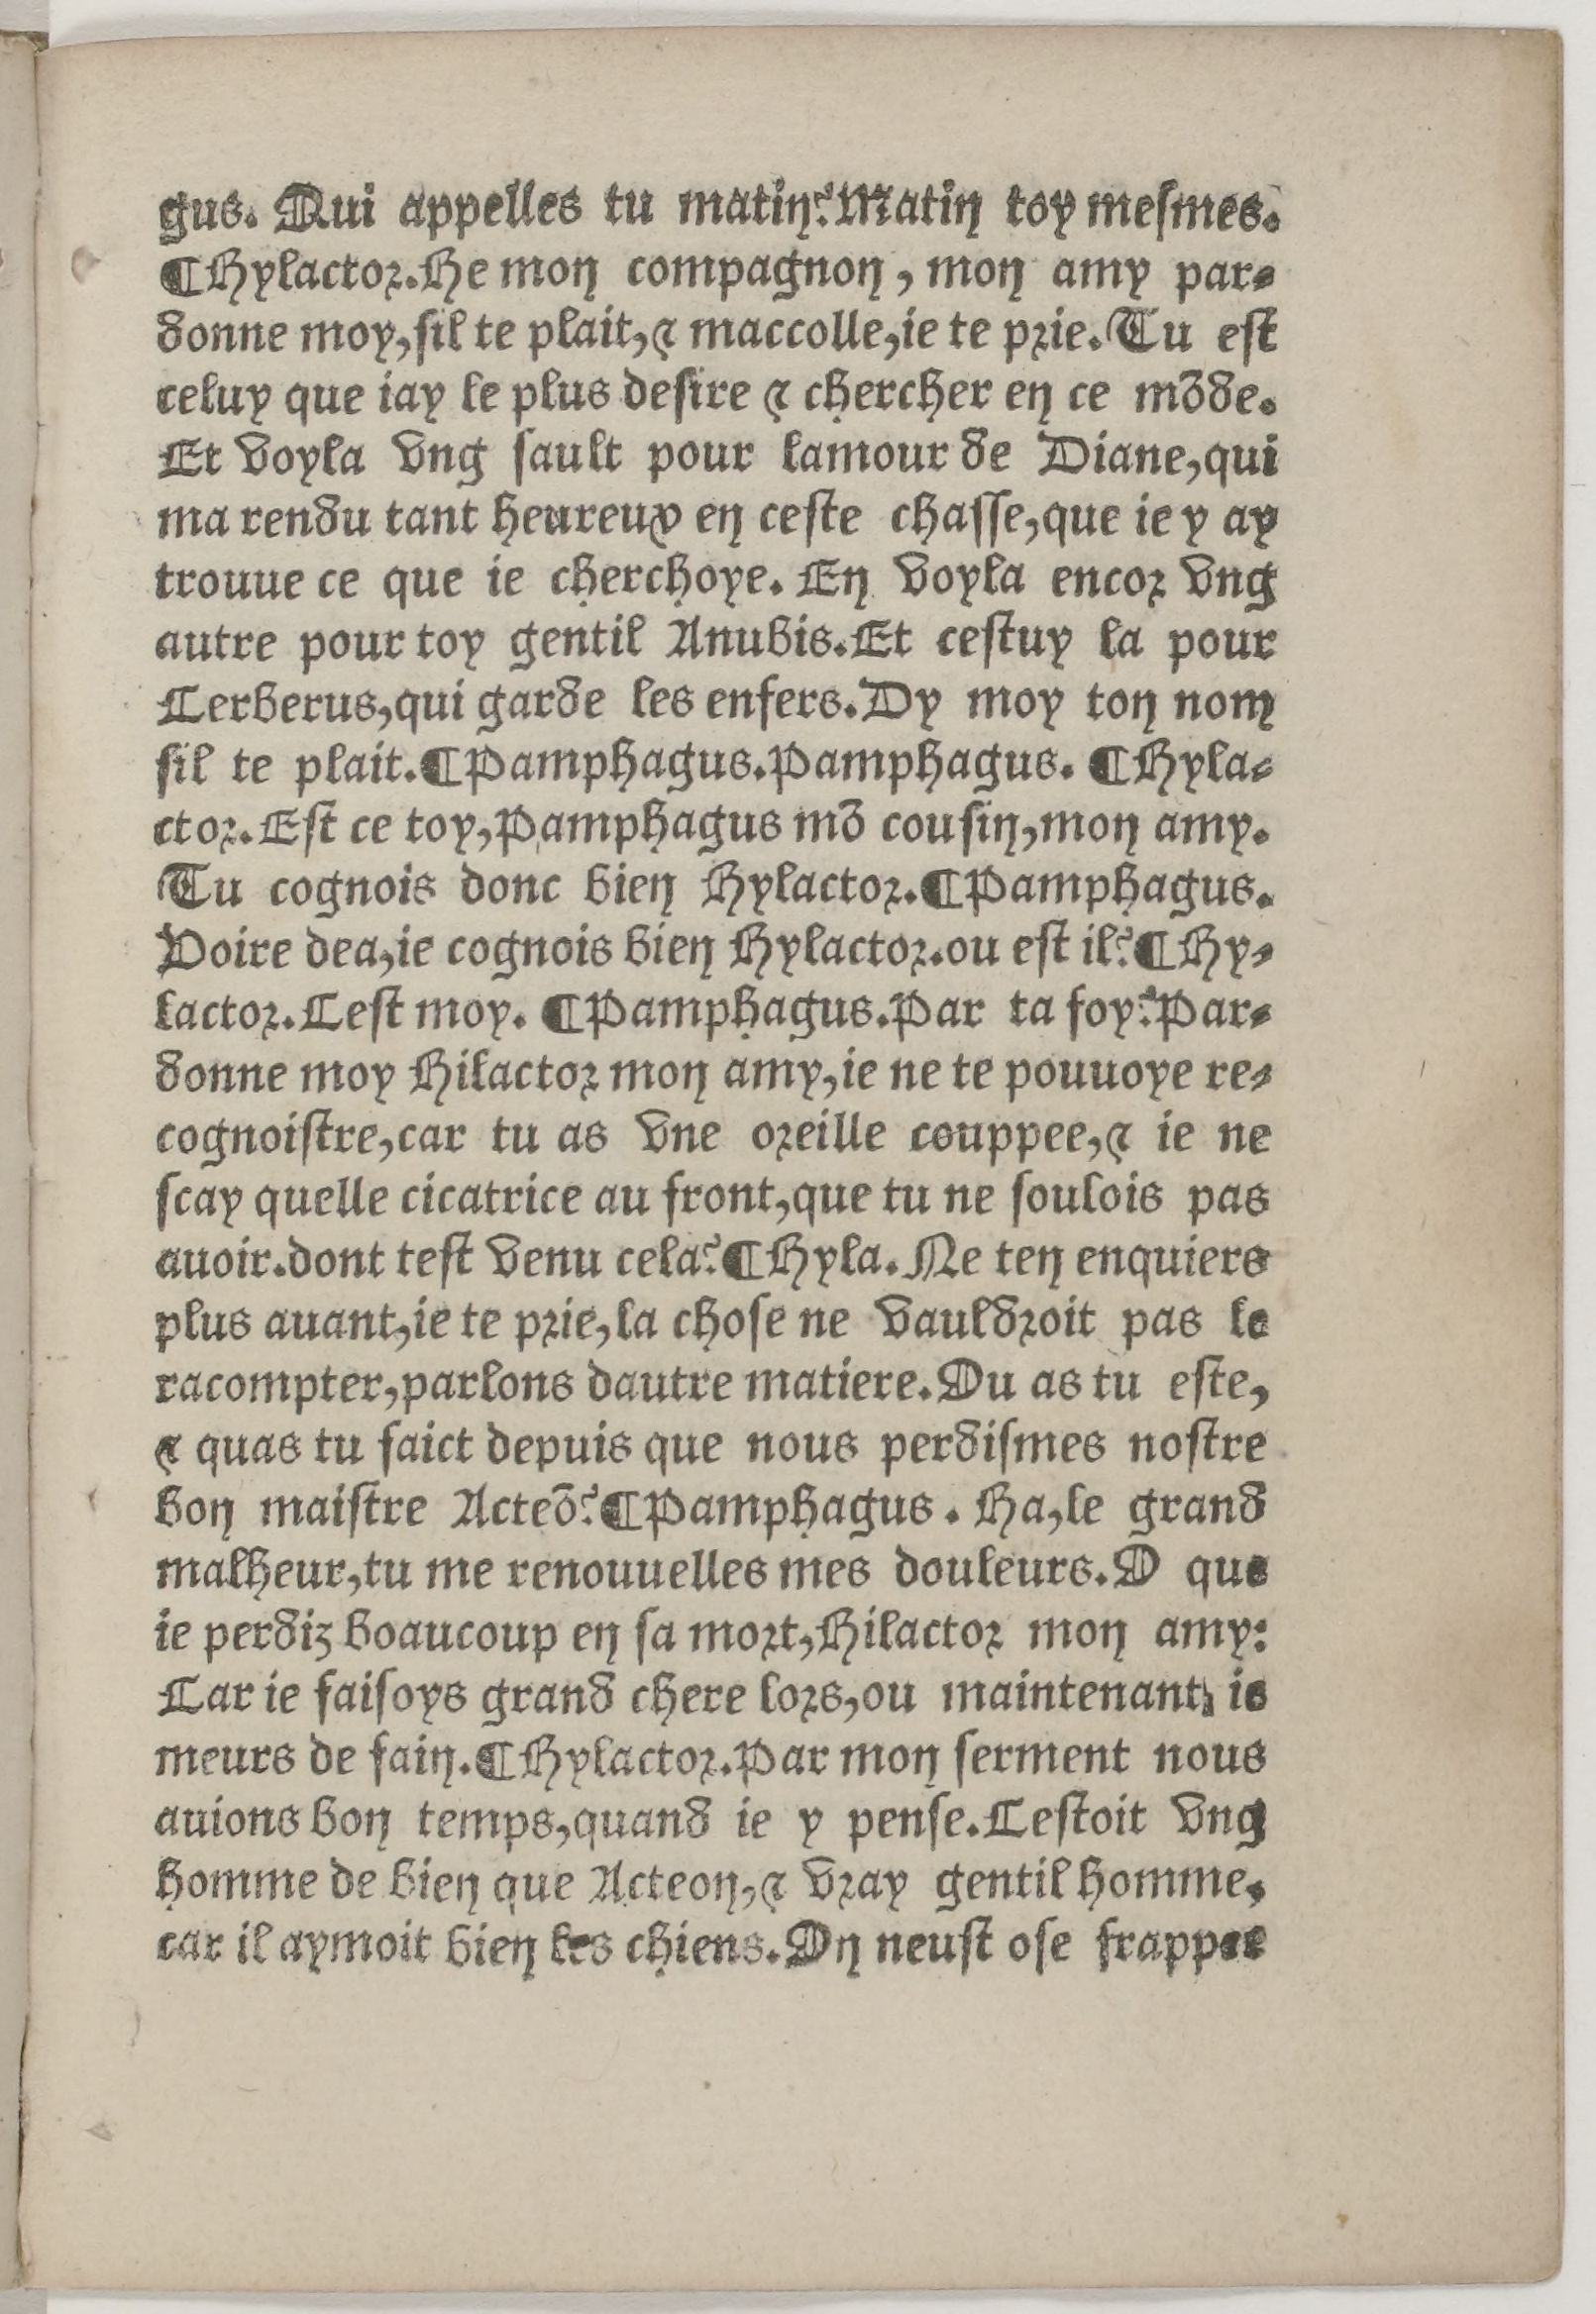 gus. Qui appelles tu matin? Matin toy mesmes.
¶ Hylactor. He mon compagnon, mon amy par-
donne moy, sil te plait, & maccolle, ie te prie. Tu est
celuy que iay le plus desire & chercher en ce mõde.
Et voyla vng sault pour lamour de Diane, qui
ma rendu tant heureux en ceste chasse, que ie y ay
trouue ce que ie cherchoye. En voyla encor vng
autre pour toy gentil Anubis. Et cestuy la pour
Cerberus, qui garde les enfers. Dy moy ton nom
sil te plait. ¶ Pamphagus. Pamphagus. ¶ Hyla-
ctor. Est ce toy, Pamphagus mõ cousin, mon amy.
Tu cognois donc bien Hylactor. ¶ Pamphagus.
Voire dea, ie cognois bien Hylactor. ou est il? ¶ Hy-
lactor. Cest moy. ¶ Pamphagus. Par ta foy? Par-
donne moy Hilactor mon amy, ie ne te pouuoye re-
cognoistre, car tu as vne oreille couppee, & ie ne
scay quelle cicatrice au front, que tu ne soulois pas
auoir. dont test venu cela? ¶ Hyla. Ne ten enquiers
plus auant, ie te prie, la chose ne vauldroit pas le
racompter, parlons dautre matiere. Ou as tu este,
& quas tu faict depuis que nous perdismes nostre
bon maistre Acteõ? ¶ Pamphagus. Ha, le grand
malheur, tu me renouuelles mes douleurs. O que
ie perdiz boaucoup en sa mort, Hilactor mon amy:
Car ie faisoys grand chere lors, ou maintenant ie
meurs de fain. ¶ Hylactor. Par mon serment nous
auions bon temps, quand ie y pense. Cestoit vng
homme de bien que Acteon, & vray gentil homme,
car il aymoit bien les chiens. On neust ose frapper